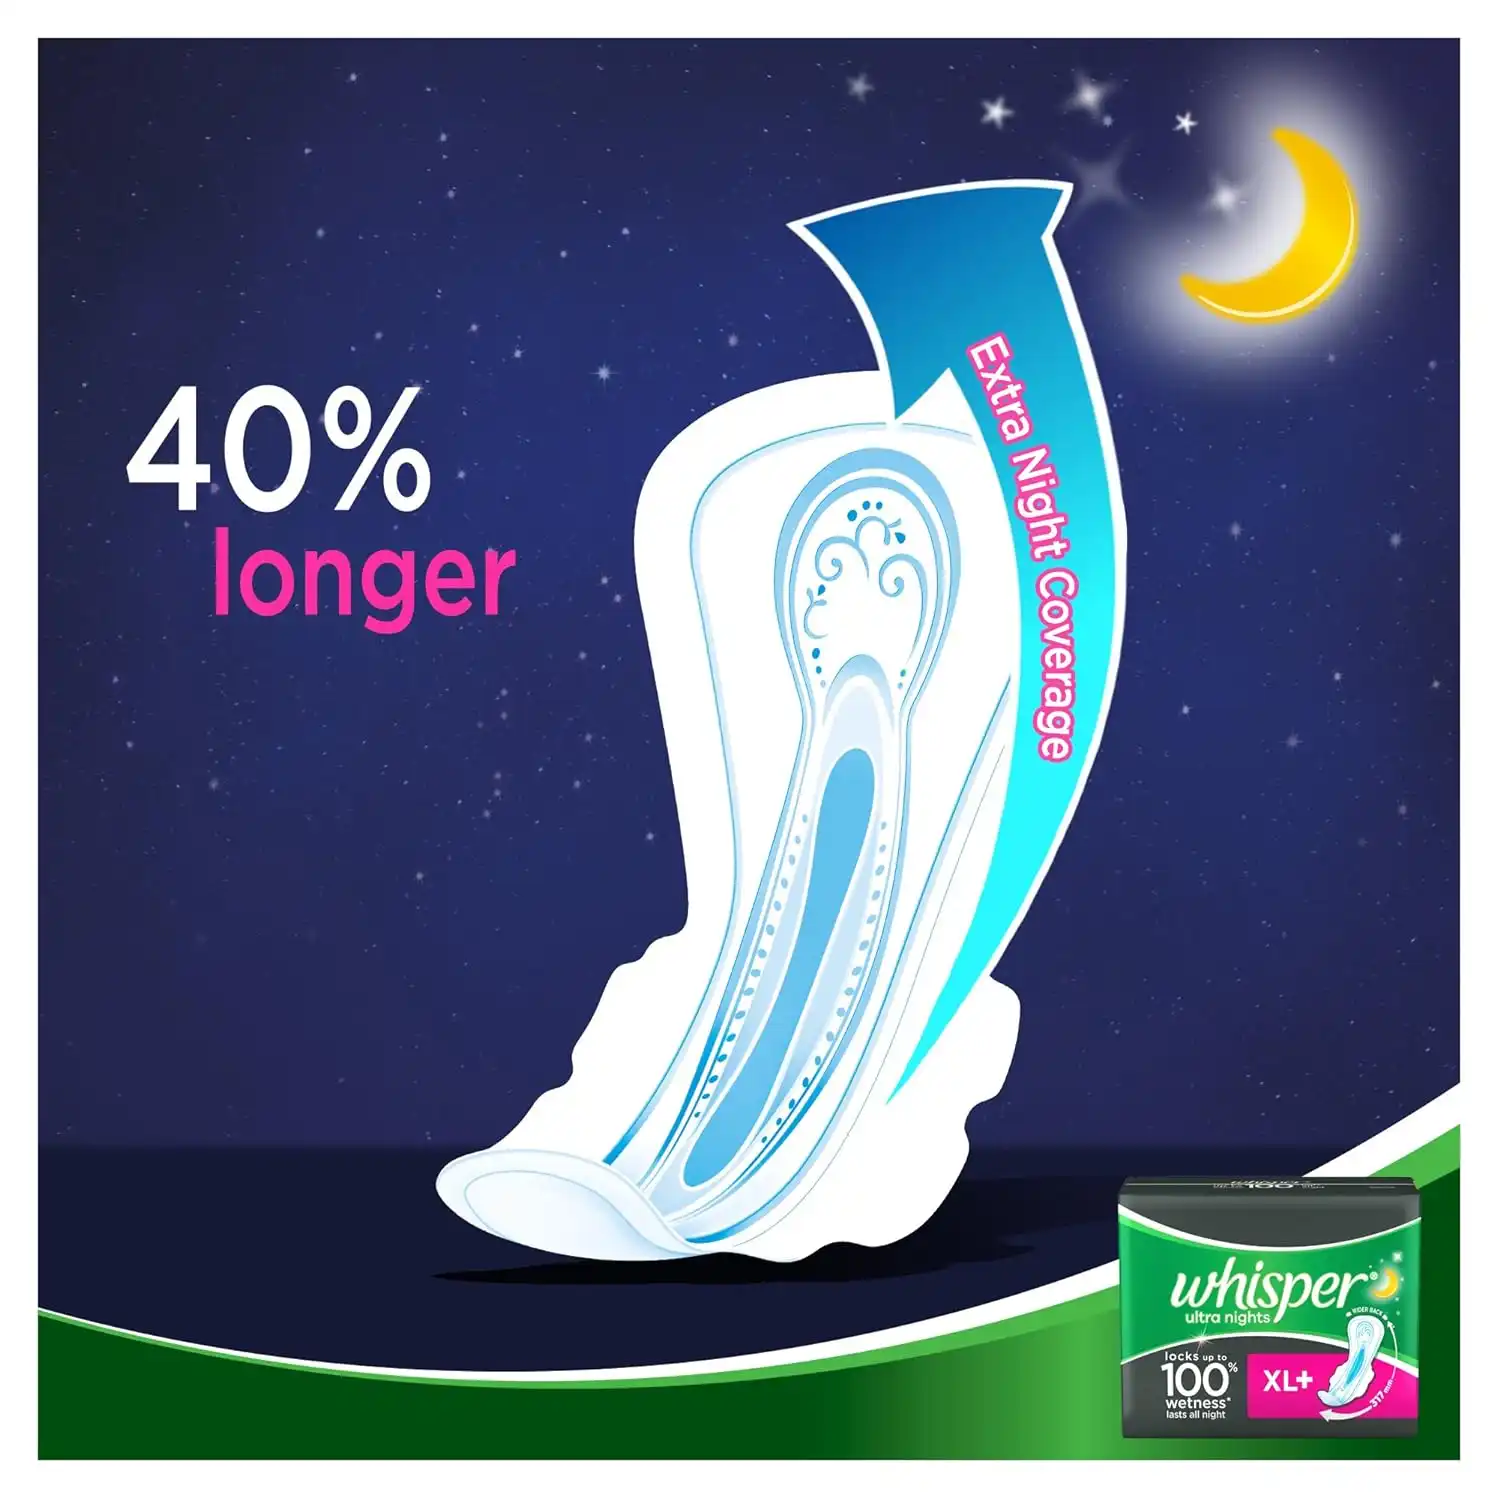 40%
longer
Extra Night Coverage
whisper®
ultra nights
WIDER BACK
locks up to
100%
wetness*
lasts all night
XL+
317 mm